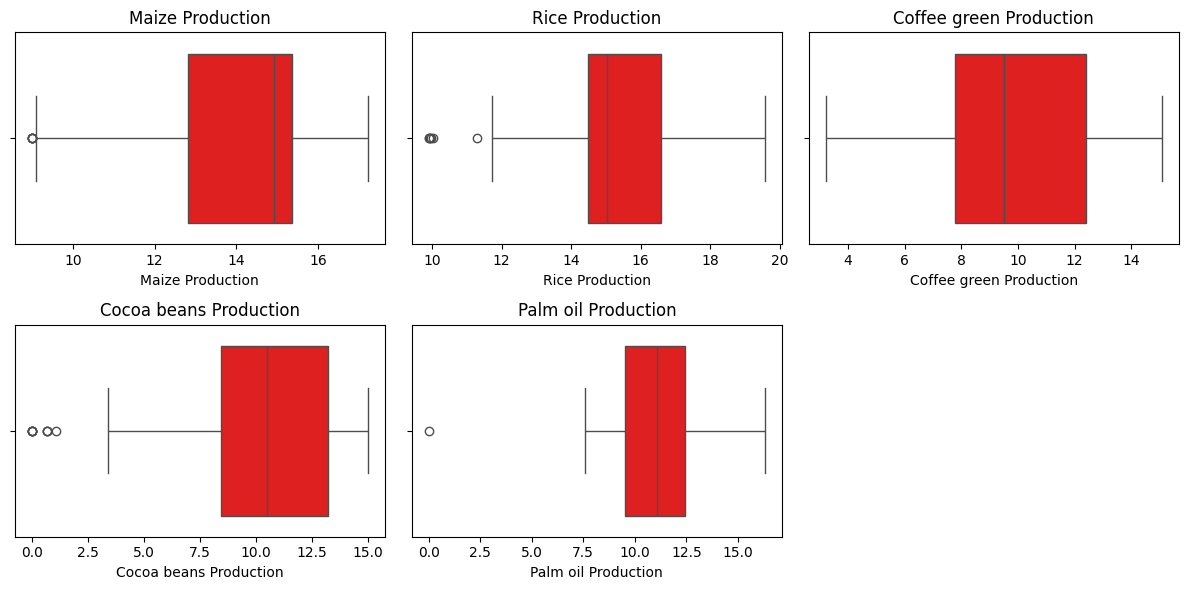 Maize Production
Rice Production
Coffee green Production
10 12 14 16
10 12 14 16 18 20
4 6 8 10 12 14
Maize Production
Rice Production
Coffee green Production
Cocoa beans Production
Palm oil Production
0.0 2.5 5.0 7.5 10.0 12.5 15.0
0.0 2.5 5.0 7.5 10.0 12.5 15.0
Cocoa beans Production
Palm oil Production